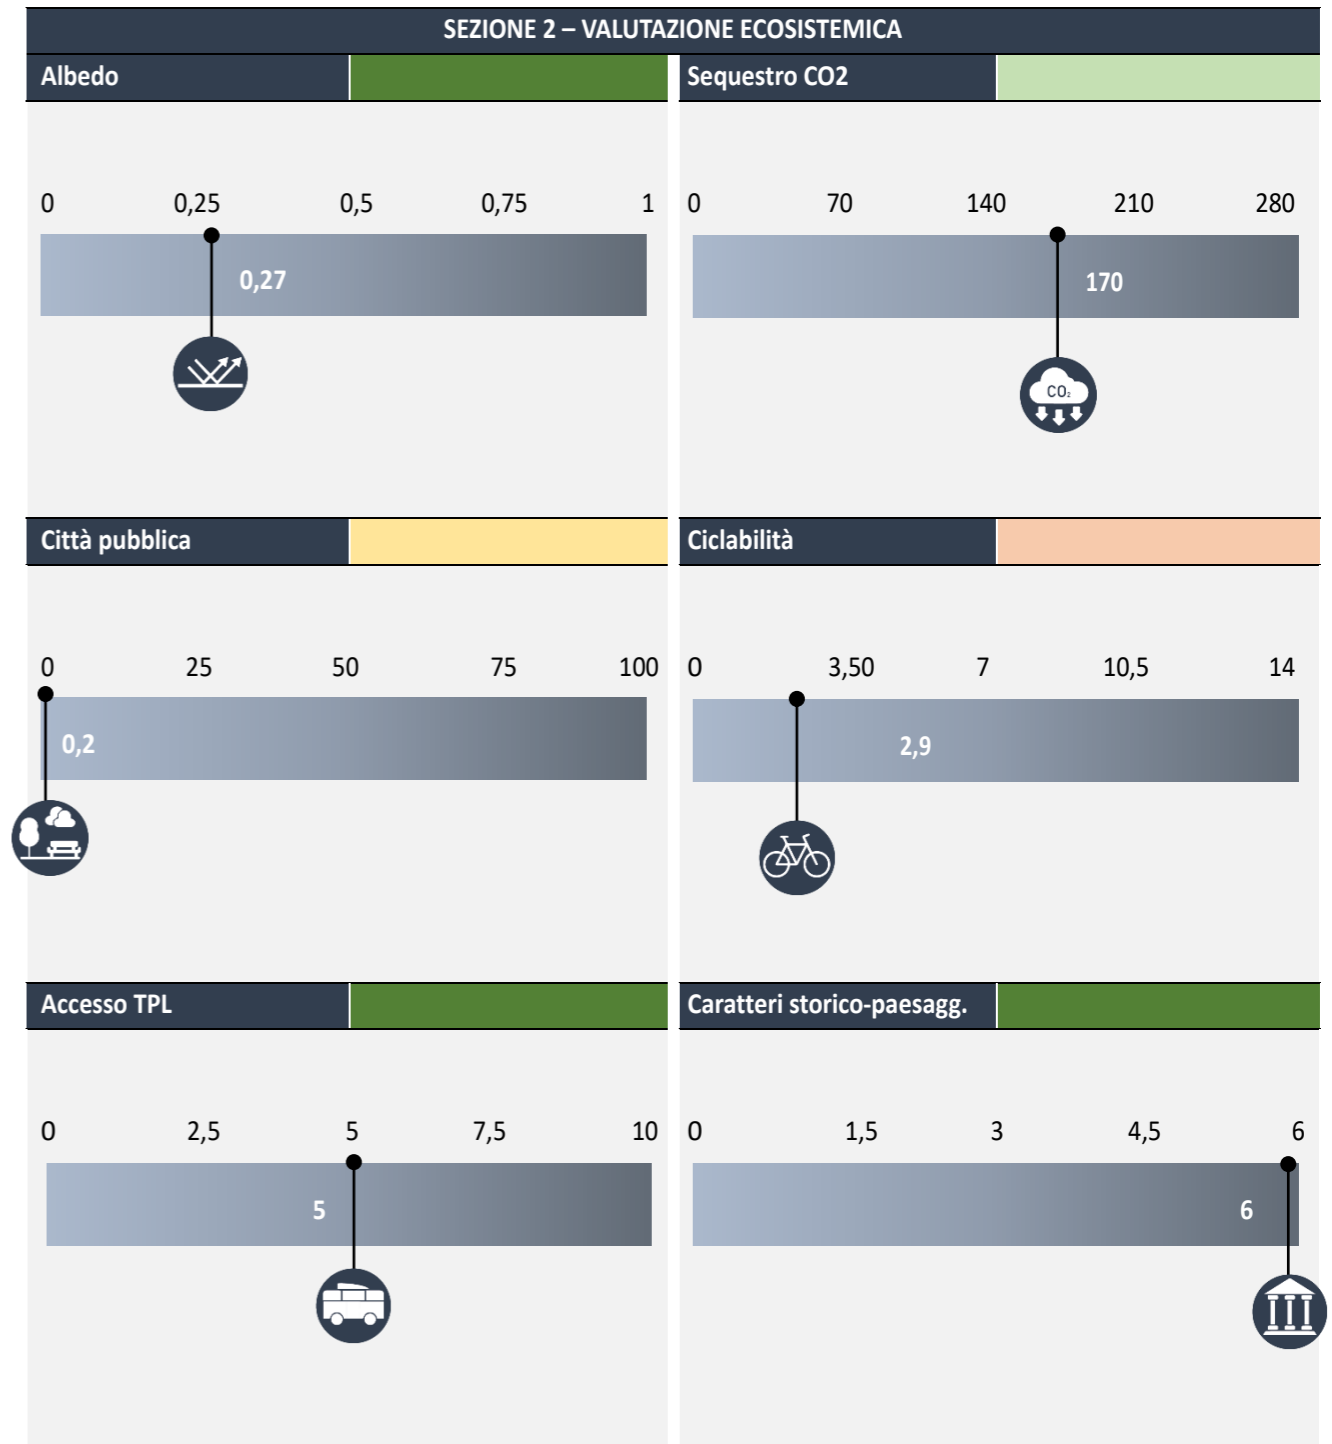 SEZIONE 2 – VALUTAZIONE ECOSISTEMICA
Albedo
0 0,25 0,5 0,75 1
0,27
Sequestro CO2
0 70 140 210 280
170
CO₂
Città pubblica
0 25 50 75 100
0,2
Ciclabilità
0 3,50 7 10,5 14
2,9
Accesso TPL
0 2,5 5 7,5 10
5
Caratteri storico-paesagg.
0 1,5 3 4,5 6
6